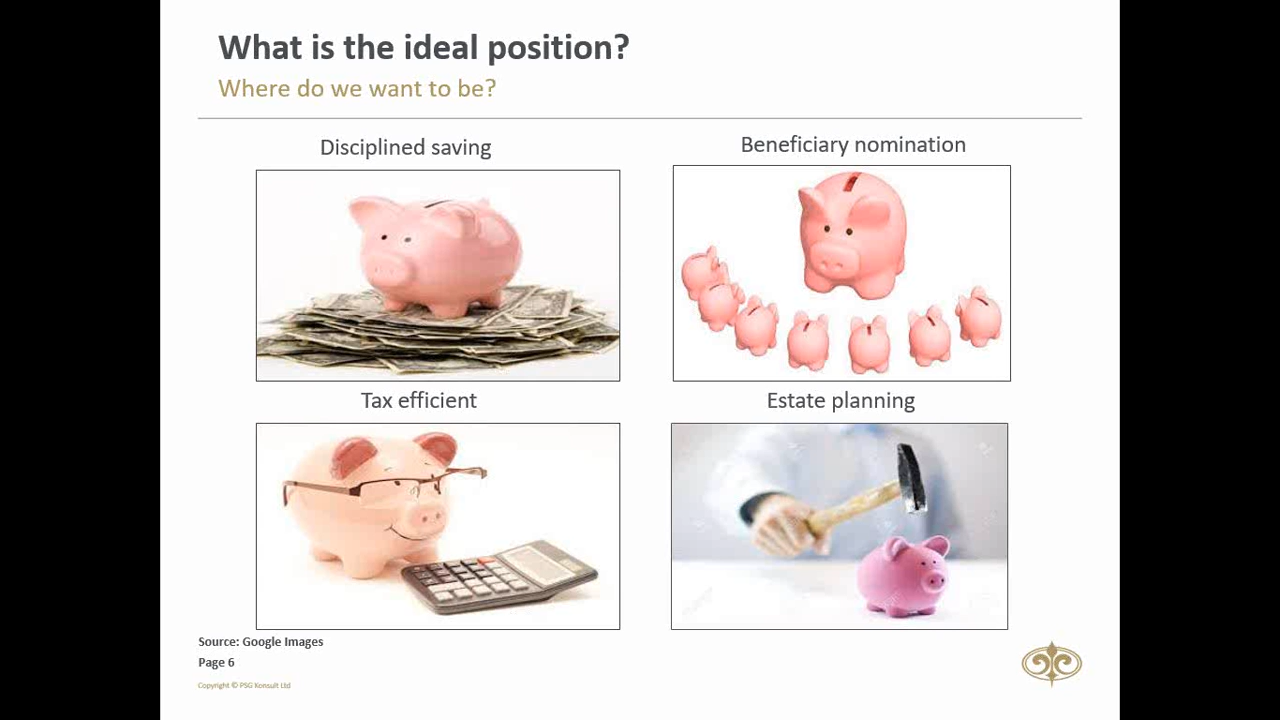 What is the ideal position?
Where do we want to be?
Disciplined saving
Beneficiary nomination
Tax efficient
Estate planning
Source: Google Images
Page 6
Copyright © PSG Konsult Ltd